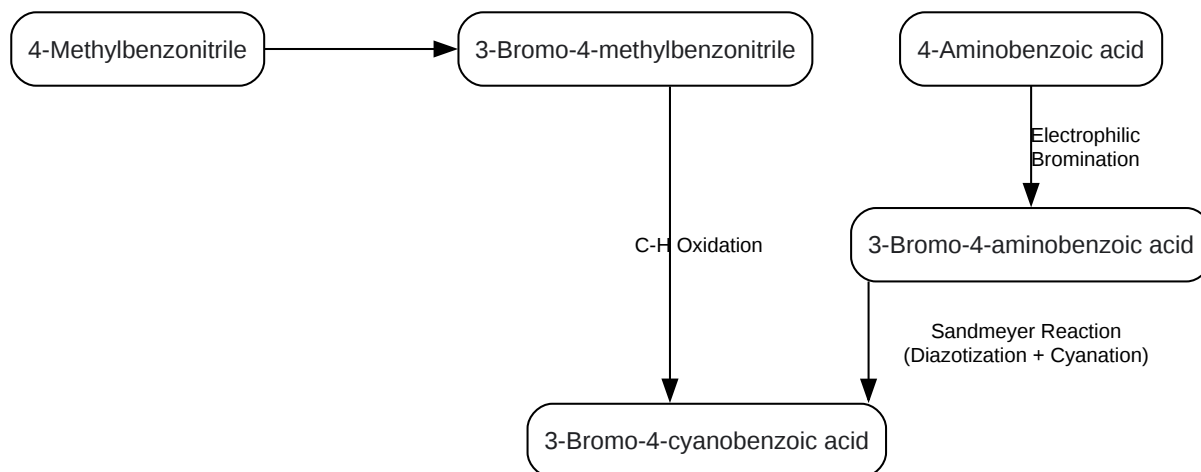 4-Methylbenzonitrile
3-Bromo-4-methylbenzonitrile
4-Aminobenzoic acid
Electrophilic
Bromination
C-H Oxidation
3-Bromo-4-aminobenzoic acid
Sandmeyer Reaction
(Diazotization + Cyanation)
3-Bromo-4-cyanobenzoic acid